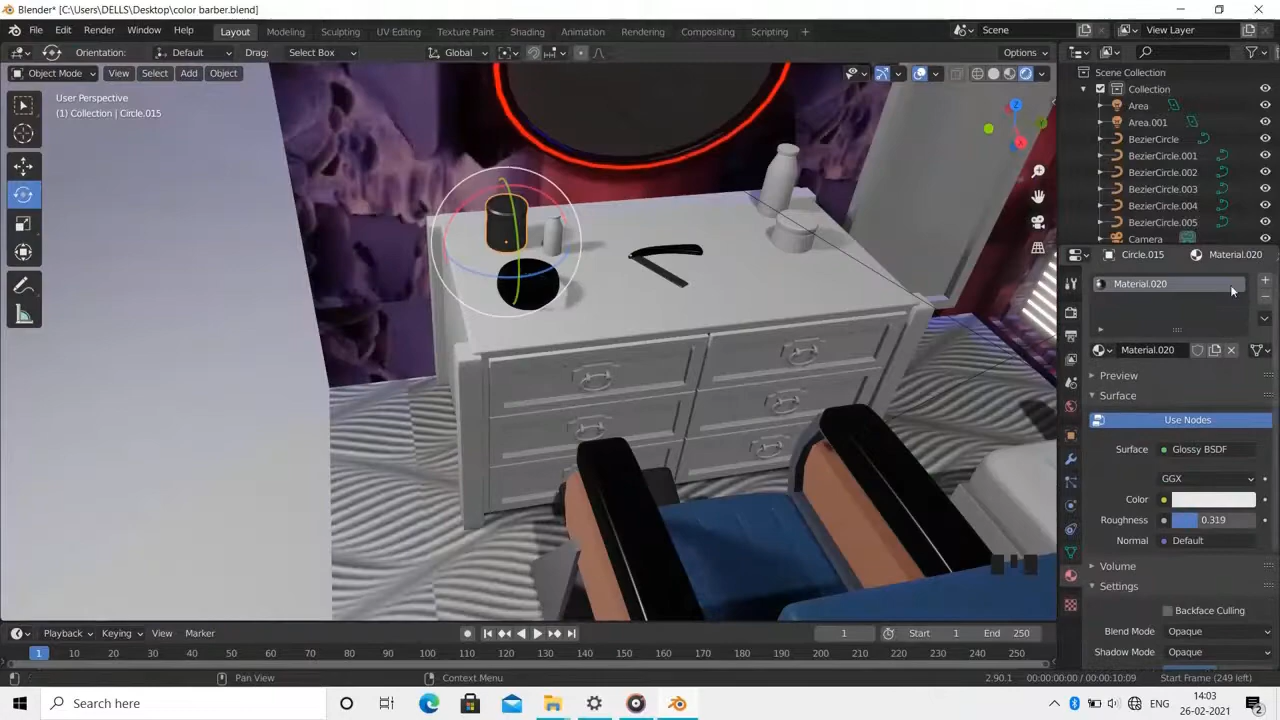 Blender* [C:\Users\DELLS\Desktop\color barber.blend]
File Edit Render Window Help Layout Modeling Sculpting UV Editing Texture Paint Shading Animation Rendering Compositing Scripting + Scene View Layer
Orientation: Default Drag: Select Box Global Options
Object Mode View Select Add Object
Scene Collection
Collection
Area
Area.001
BezierCircle
BezierCircle.001
BezierCircle.002
BezierCircle.003
BezierCircle.004
BezierCircle.005
Camera
User Perspective
(1) Collection | Circle.015
Z
Circle.015 Material.020
Material.020
Material.020
Preview
Surface
Use Nodes
Surface Glossy BSDF
GGX
Color
Roughness 0.319
Normal Default
Volume
Settings
Backface Culling
Blend Mode Opaque
Shadow Mode Opaque
Playback Keying View Marker 1 Start 1 End 250
1 10 20 30 40 50 60 70 80 90 100 110 120 130 140 150 160 170 180 190 200 210 220 230 240 250
Pan View Context Menu 2.90.1 00:00:00:00 / 00:00:10:09 Start Frame (249 left)
Search here ENG 14:03
26-02-2021 2